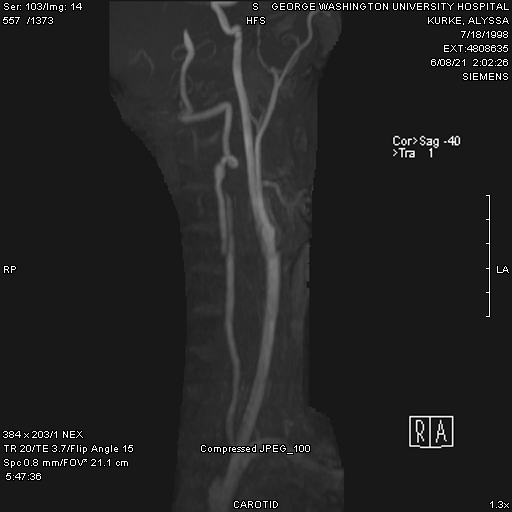 Ser: 103/Img: 14
557 /1373
S
HFS
GEORGE WASHINGTON UNIVERSITY HOSPITAL
KURKE, ALYSSA
7/18/1998
EXT:4808635
6/08/21 2:02:26
SIEMENS
Cor>Sag -40
>Tra 1
RP
LA
R A
384 x 203/1 NEX
TR 20/TE 3.7/Flip Angle 15
Spc 0.8 mm/FOV* 21.1 cm
5:47:36
Compressed JPEG_100
CAROTID
1.3x